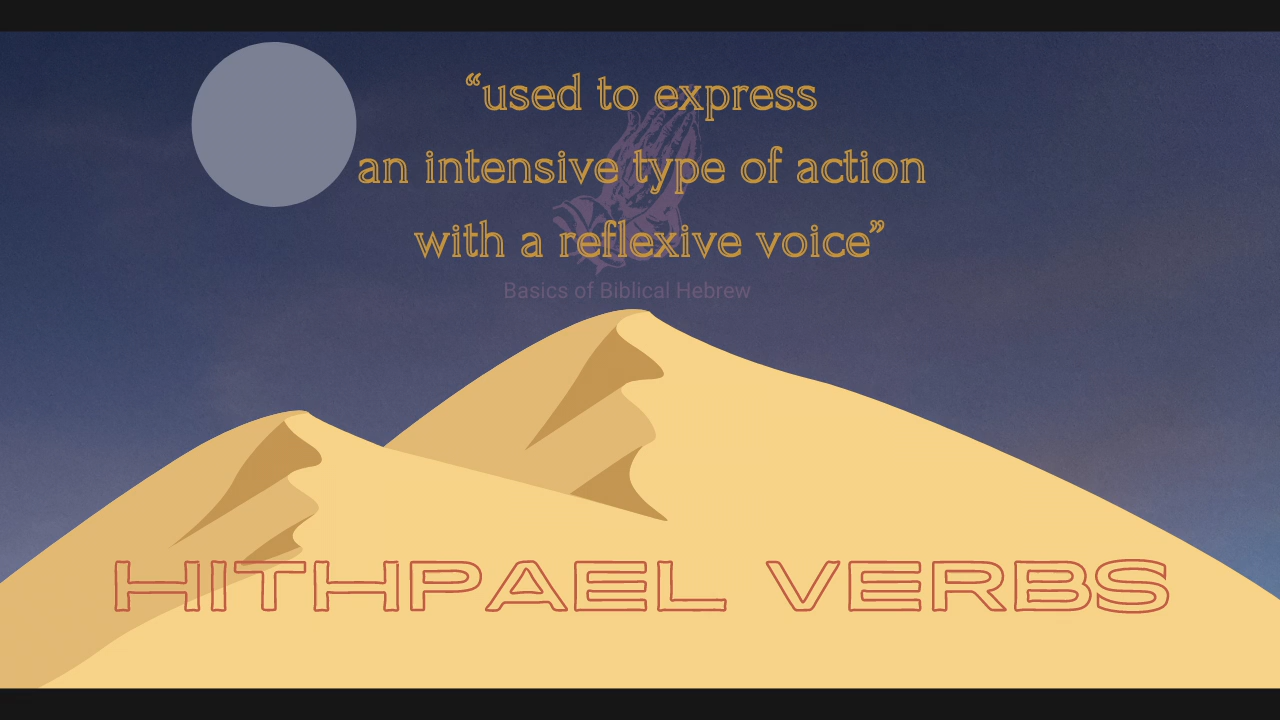 “used to express
an intensive type of action
with a reflexive voice”
Basics of Biblical Hebrew
HITHPAEL VERBS